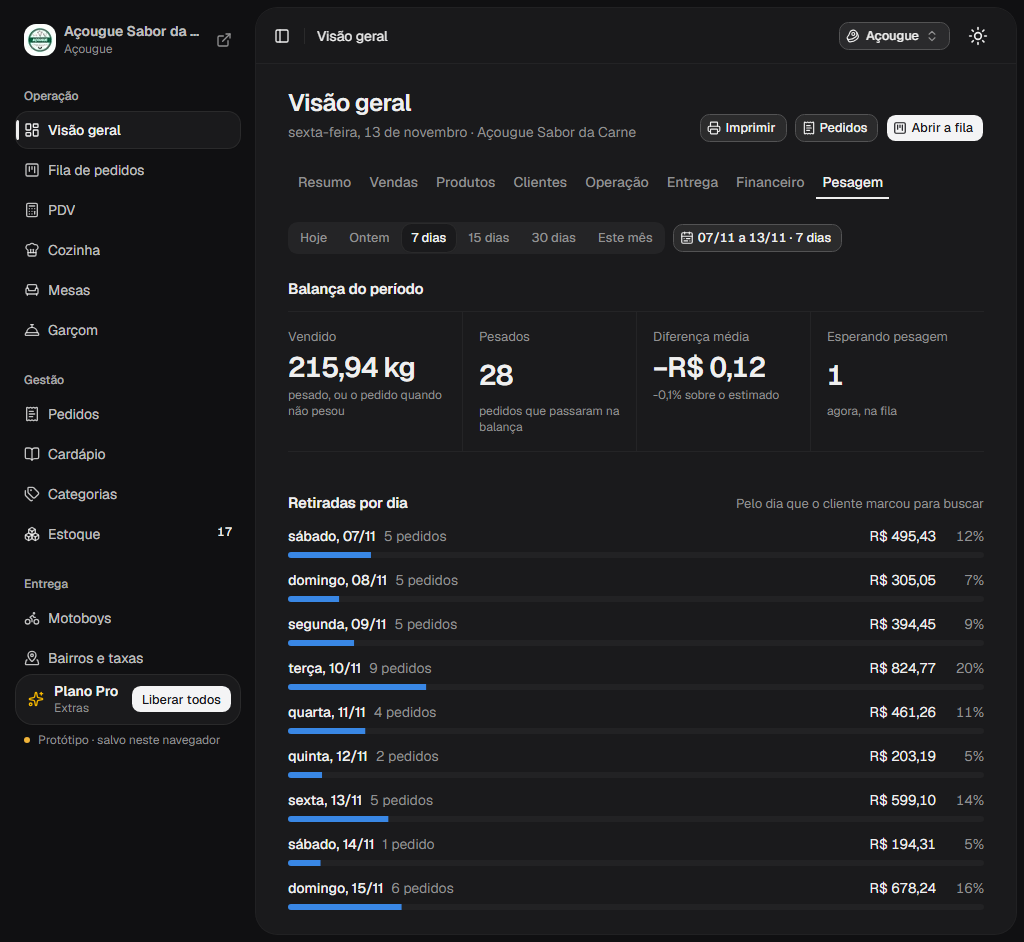 Açougue Sabor da ...
Açougue
Operação
Visão geral
Fila de pedidos
PDV
Cozinha
Mesas
Garçom
Gestão
Pedidos
Cardápio
Categorias
Estoque 17
Entrega
Motoboys
Bairros e taxas
Plano Pro
Extras
Liberar todos
Protótipo · salvo neste navegador
Visão geral
Açougue
Visão geral
sexta-feira, 13 de novembro · Açougue Sabor da Carne
Imprimir Pedidos Abrir a fila
Resumo Vendas Produtos Clientes Operação Entrega Financeiro Pesagem
Hoje Ontem 7 dias 15 dias 30 dias Este mês 07/11 a 13/11 · 7 dias
Balança do período
Vendido
215,94 kg
pesado, ou o pedido quando
não pesou
Pesados
28
pedidos que passaram na
balança
Diferença média
−R$ 0,12
-0,1% sobre o estimado
Esperando pesagem
1
agora, na fila
Retiradas por dia Pelo dia que o cliente marcou para buscar
sábado, 07/11 5 pedidos R$ 495,43 12%
domingo, 08/11 5 pedidos R$ 305,05 7%
segunda, 09/11 5 pedidos R$ 394,45 9%
terça, 10/11 9 pedidos R$ 824,77 20%
quarta, 11/11 4 pedidos R$ 461,26 11%
quinta, 12/11 2 pedidos R$ 203,19 5%
sexta, 13/11 5 pedidos R$ 599,10 14%
sábado, 14/11 1 pedido R$ 194,31 5%
domingo, 15/11 6 pedidos R$ 678,24 16%